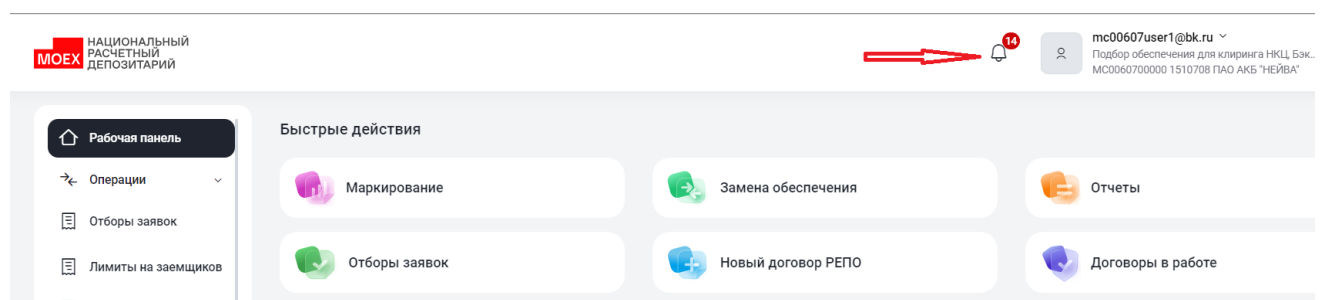 MOEX
НАЦИОНАЛЬНЫЙ
РАСЧЕТНЫЙ
ДЕПОЗИТАРИЙ
14
mc00607user1@bk.ru
Подбор обеспечения для клиринга НКЦ, Бэк..
MC0060700000 1510708 ПАО АКБ "НЕЙВА"
Рабочая панель
Операции
Отборы заявок
Лимиты на заемщиков
Быстрые действия
Маркирование
Замена обеспечения
Отчеты
Отборы заявок
Новый договор РЕПО
Договоры в работе